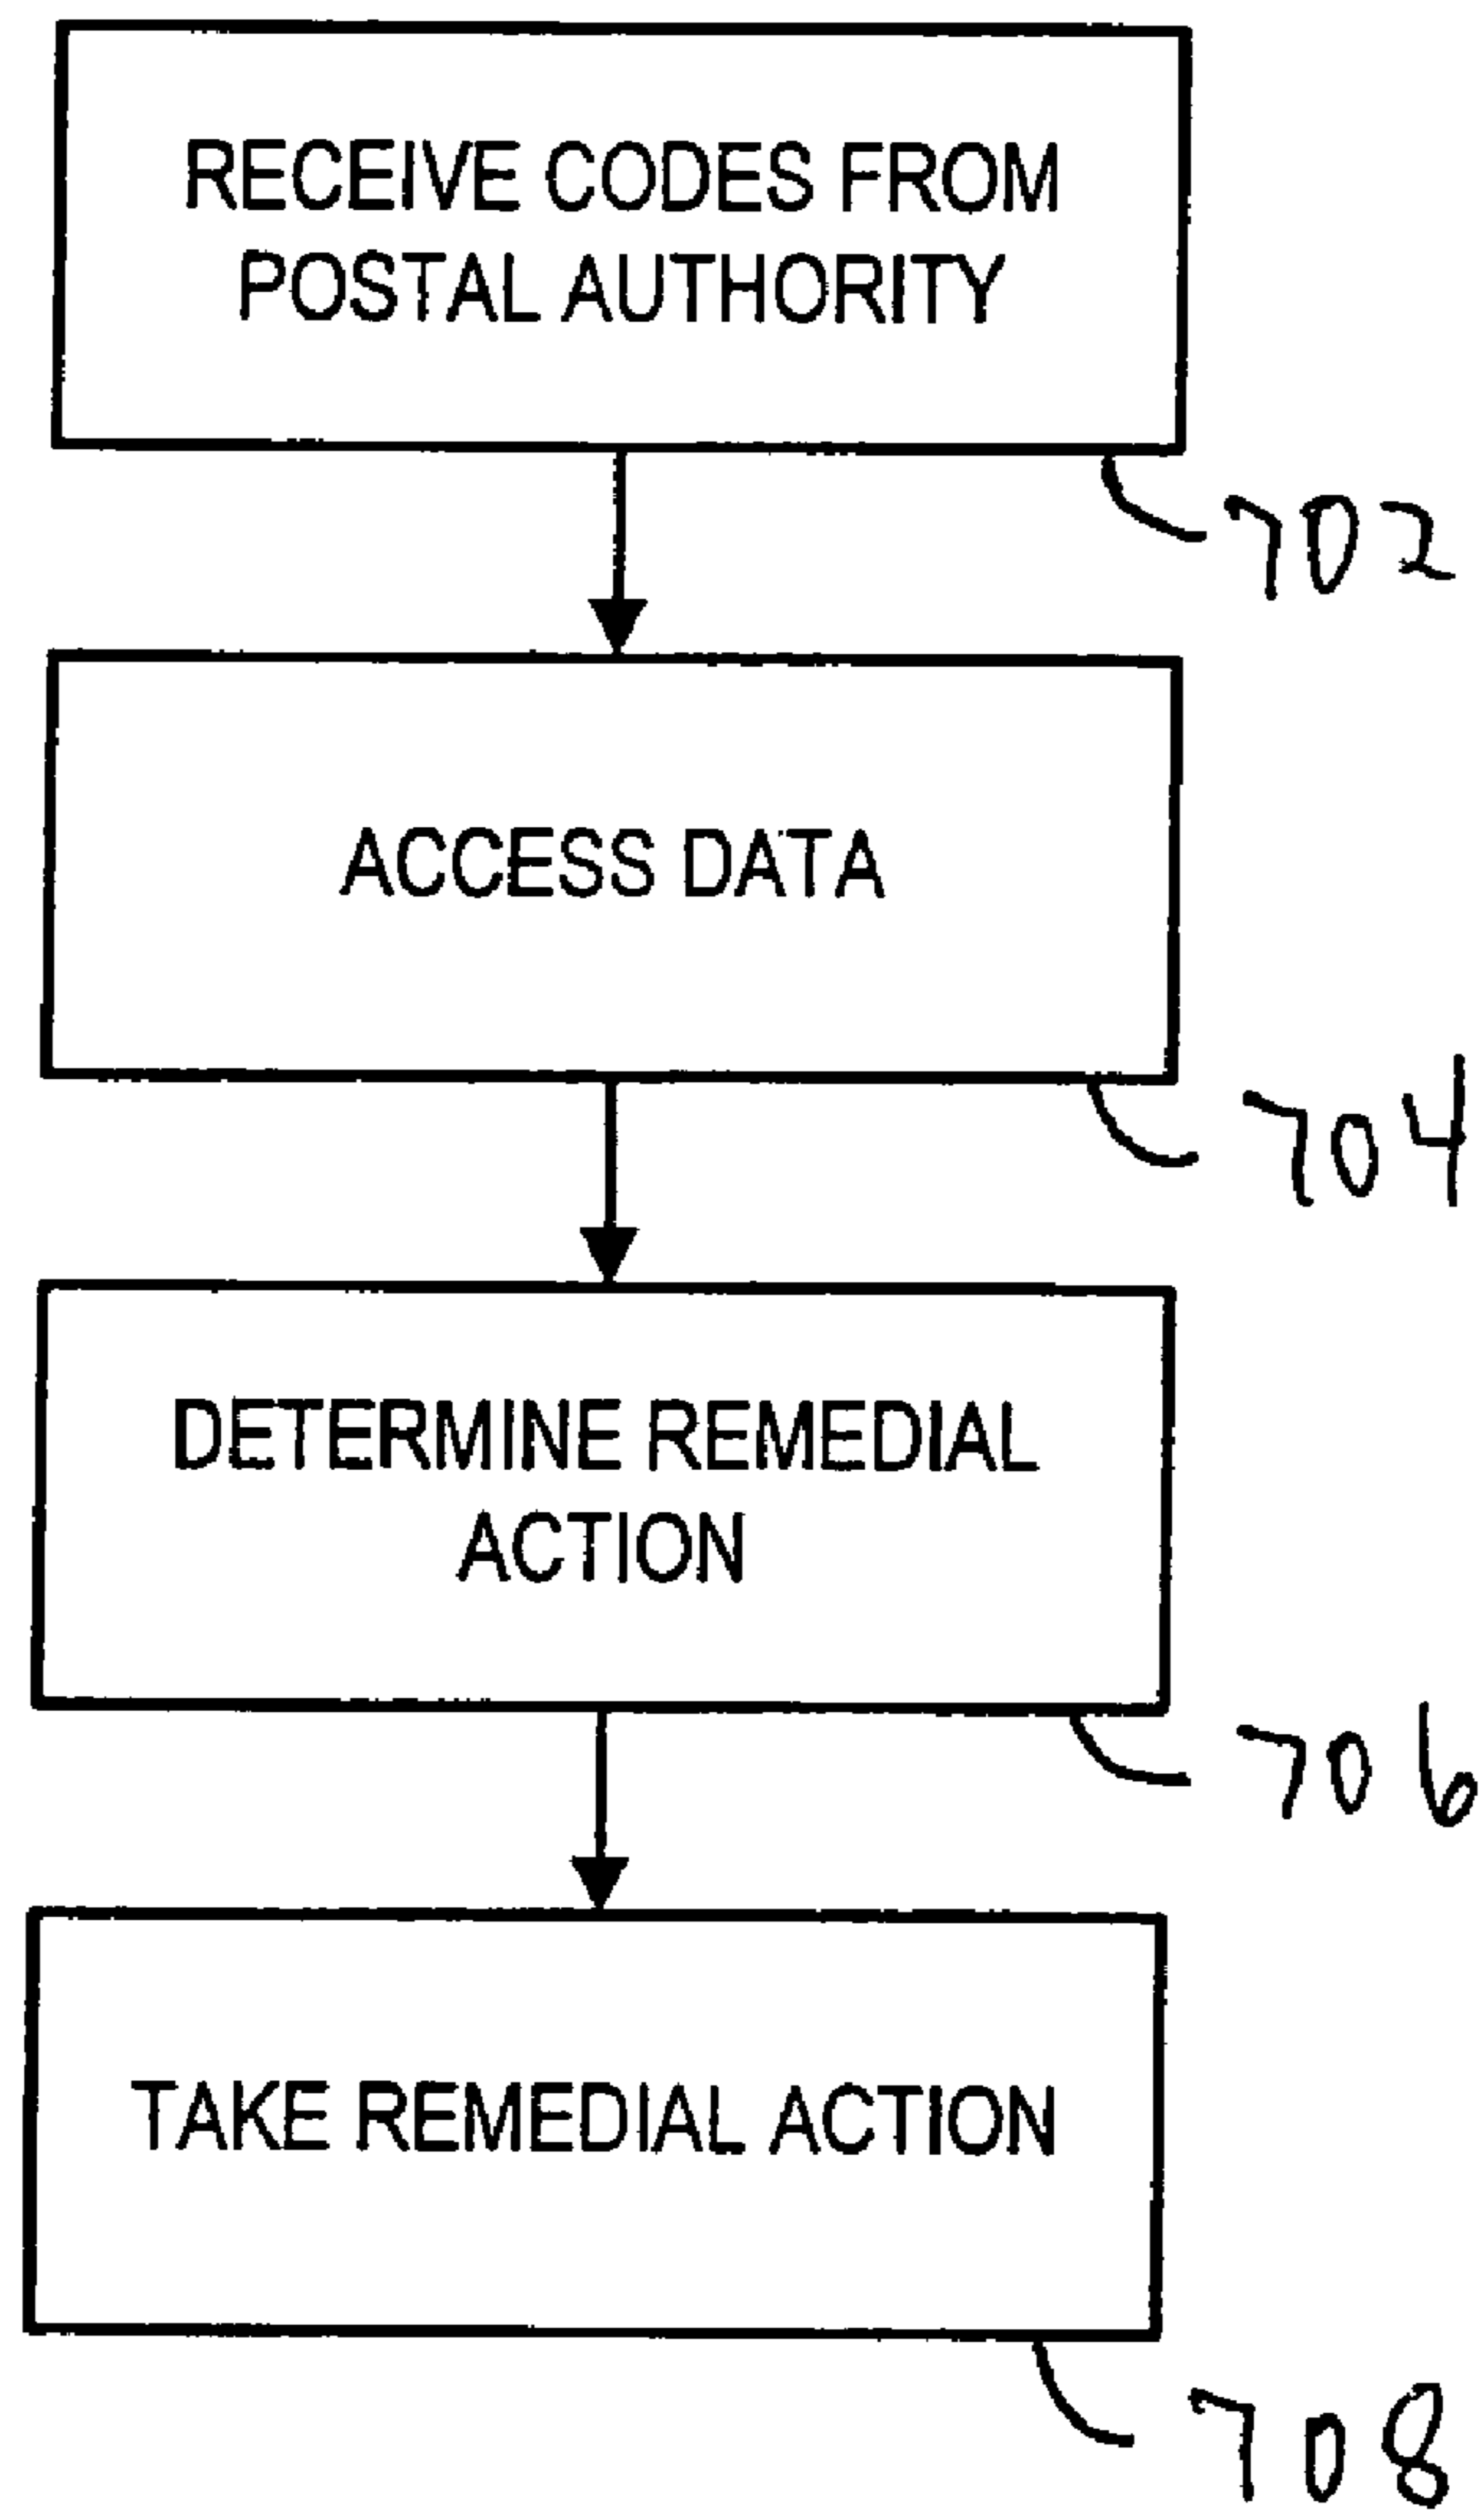 RECEIVE CODES FROM
POSTAL AUTHORITY
702
ACCESS DATA
704
DETERMINE REMEDIAL
ACTION
706
TAKE REMEDIAL ACTION
708